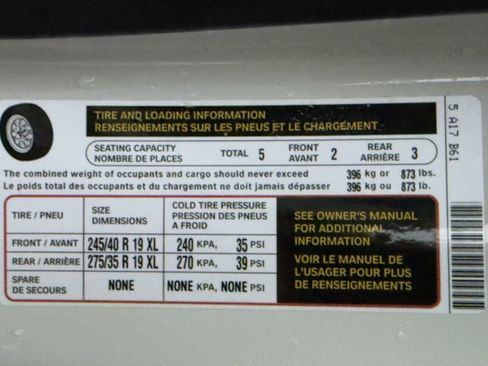 TIRE AND LOADING INFORMATION
RENSEIGNEMENTS SUR LES PNEUS ET LE CHARGEMENT
SEATING CAPACITY
NOMBRE DE PLACES
TOTAL 5
FRONT
AVANT 2
REAR
ARRIÈRE 3
The combined weight of occupants and cargo should never exceed 396 kg or 873 lbs.
Le poids total des occupants et du chargement ne doit jamais dépasser 396 kg ou 873 lb.
TIRE / PNEU
SIZE
DIMENSIONS
COLD TIRE PRESSURE
PRESSION DES PNEUS
A FROID
FRONT / AVANT 245/40 R 19 XL 240 KPA, 35 PSI
REAR / ARRIÈRE 275/35 R 19 XL 270 KPA, 39 PSI
SPARE
DE SECOURS
NONE
NONE KPA, NONE PSI
SEE OWNER'S MANUAL
FOR ADDITIONAL
INFORMATION
VOIR LE MANUEL DE
L'USAGER POUR PLUS
DE RENSEIGNEMENTS
5 A17 B61